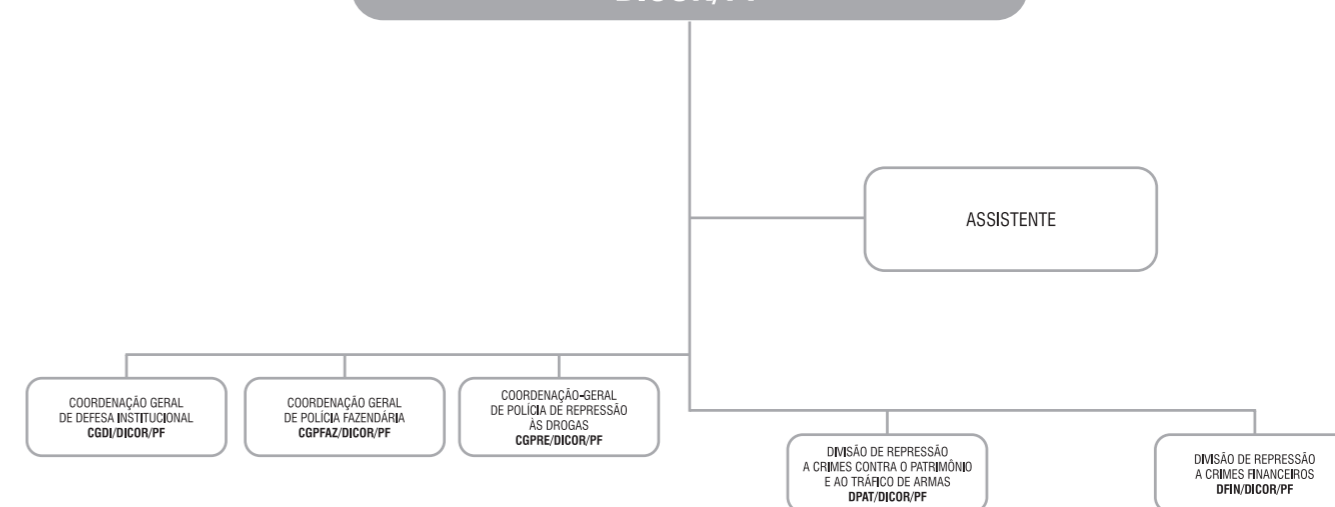 DICOR/PF
ASSISTENTE
COORDENAÇÃO GERAL
DE DEFESA INSTITUCIONAL
CGDI/DICOR/PF
COORDENAÇÃO GERAL
DE POLÍCIA FAZENDÁRIA
CGPFAZ/DICOR/PF
COORDENAÇÃO-GERAL
DE POLÍCIA DE REPRESSÃO
ÀS DROGAS
CGPRE/DICOR/PF
DIVISÃO DE REPRESSÃO
A CRIMES CONTRA O PATRIMÔNIO
E AO TRÁFICO DE ARMAS
DPAT/DICOR/PF
DIVISÃO DE REPRESSÃO
A CRIMES FINANCEIROS
DFIN/DICOR/PF